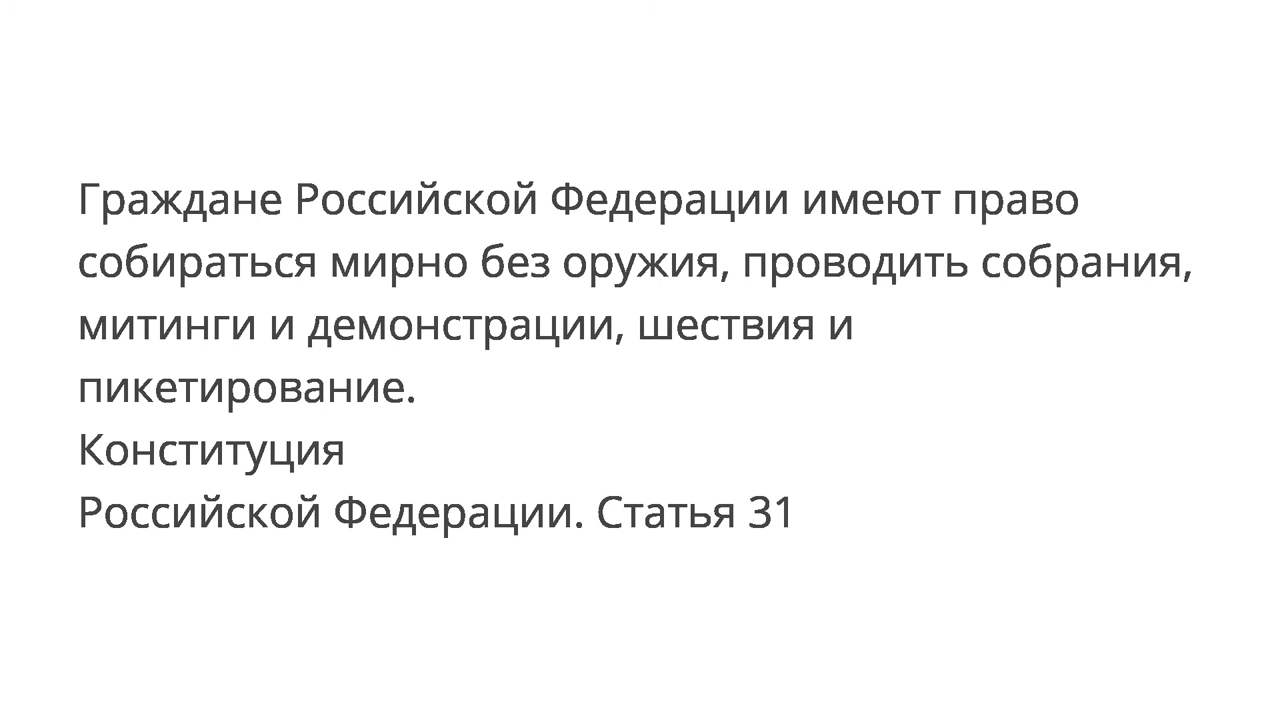 Граждане Российской Федерации имеют право
собираться мирно без оружия, проводить собрания,
митинги и демонстрации, шествия и
пикетирование.
Конституция
Российской Федерации. Статья 31